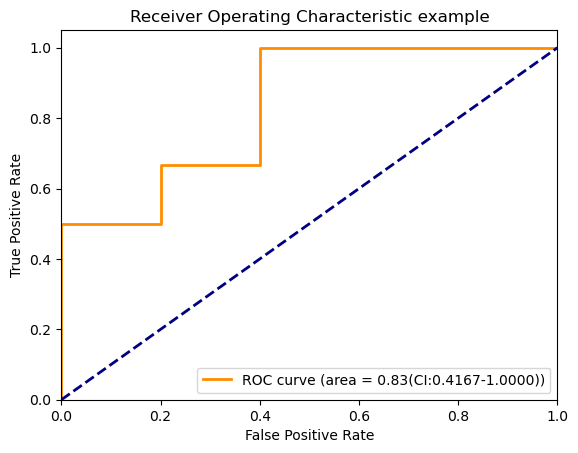 Receiver Operating Characteristic example
True Positive Rate
1.0
0.8
0.6
0.4
0.2
0.0
ROC curve (area = 0.83(CI:0.4167-1.0000))
0.0 0.2 0.4 0.6 0.8 1.0
False Positive Rate